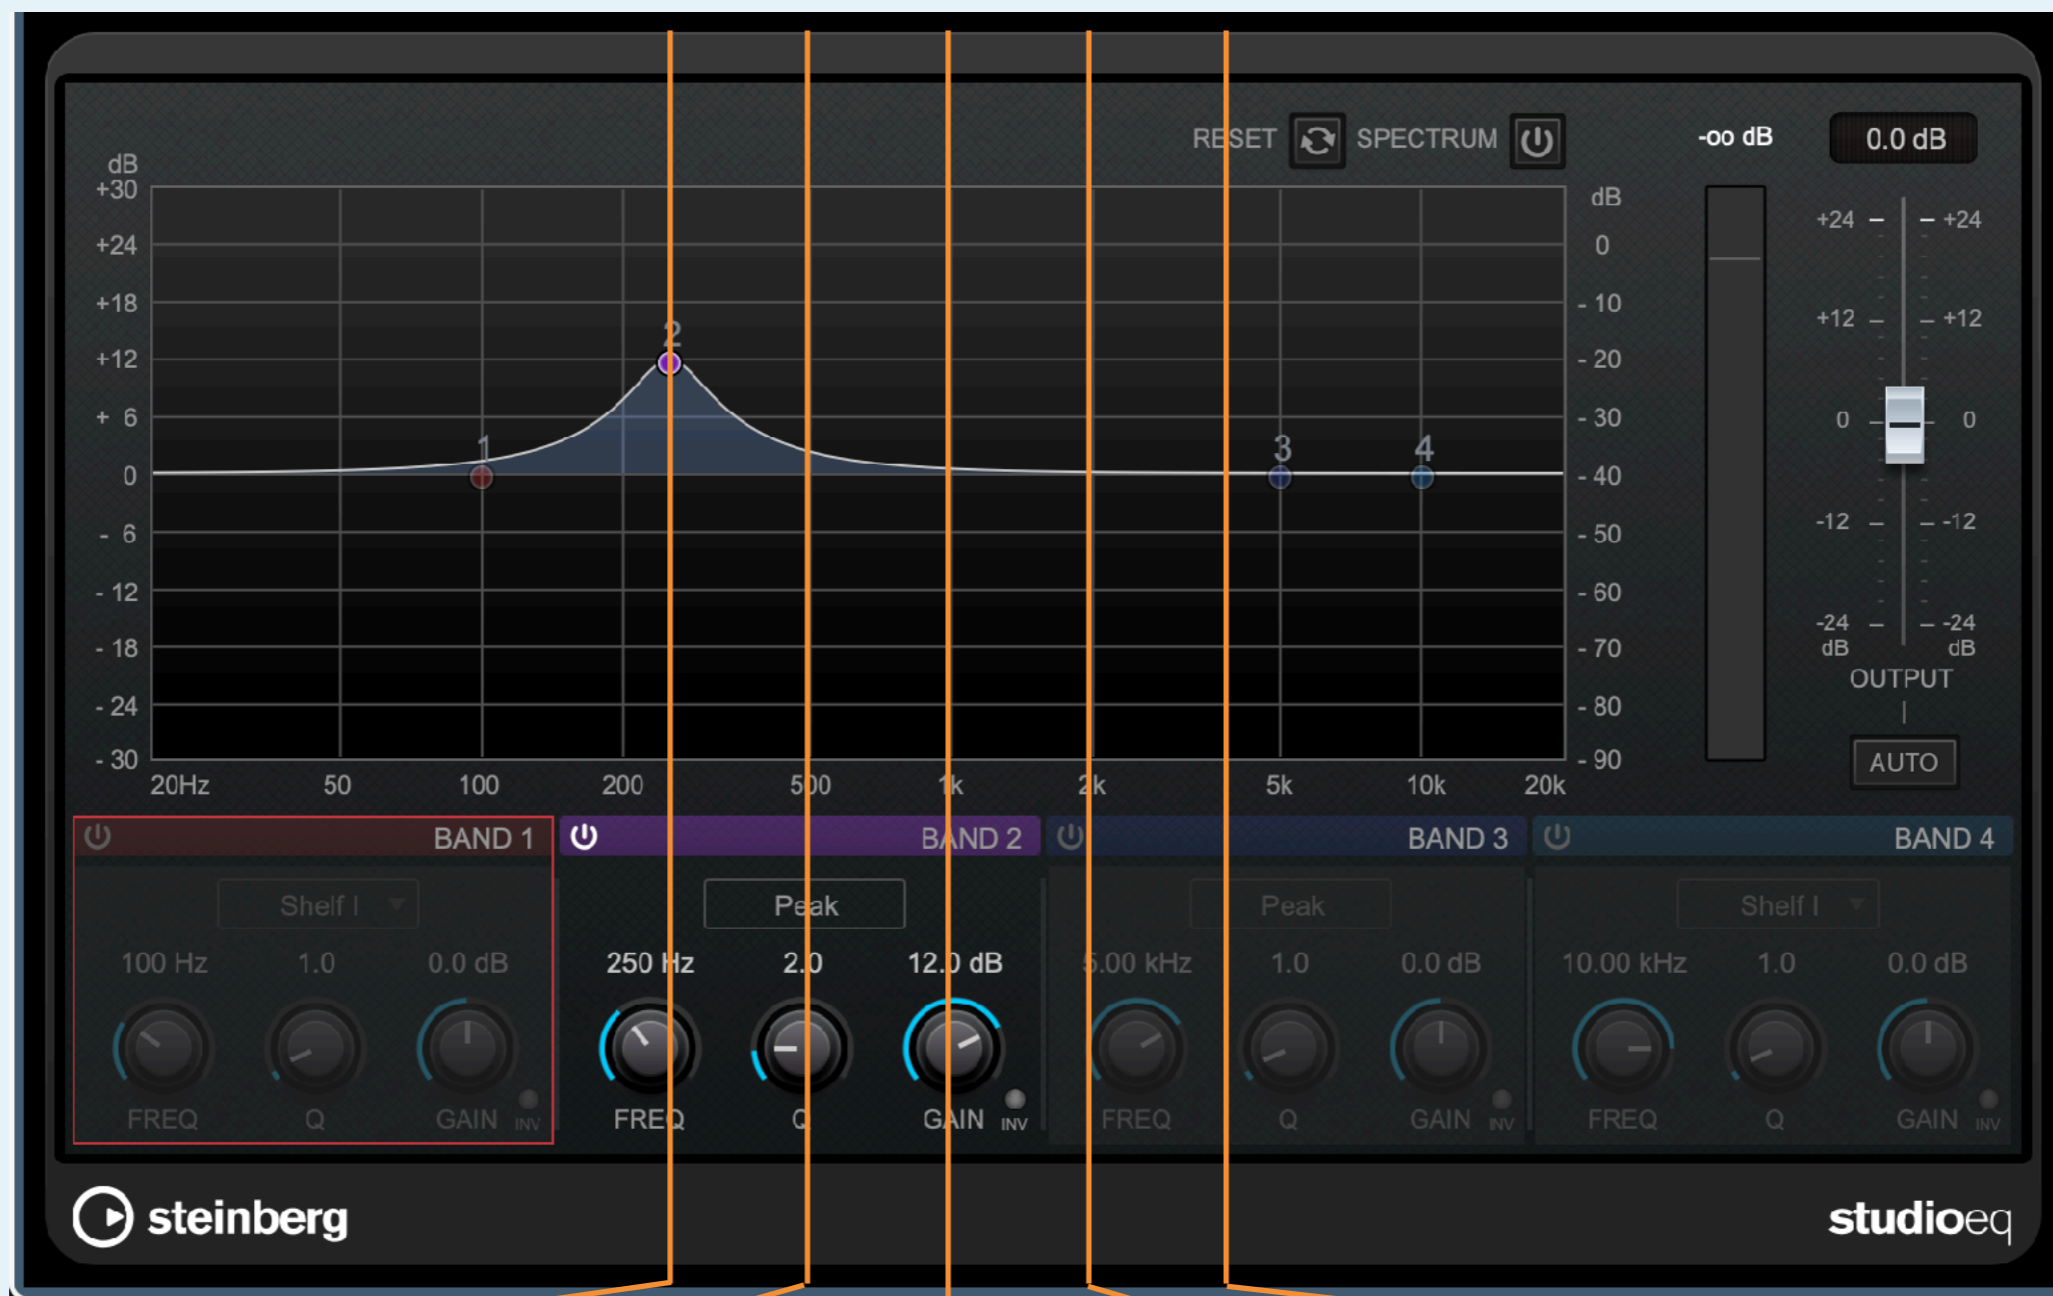 RESET SPECTRUM -oo dB 0.0 dB
dB
+30
+24
+18
+12
+ 6
0
- 6
- 12
- 18
- 24
- 30
2
1
3
4
dB
0
- 10
- 20
- 30
- 40
- 50
- 60
- 70
- 80
- 90
20Hz 50 100 200 500 1k 2k 5k 10k 20k
+24 +24
+12 +12
0 0
-12 -12
-24 -24
dB dB
OUTPUT
AUTO
BAND 1
Shelf I
100 Hz 1.0 0.0 dB
FREQ Q GAIN INV
BAND 2
Peak
250 Hz 2.0 12.0 dB
FREQ Q GAIN INV
BAND 3
Peak
5.00 kHz 1.0 0.0 dB
FREQ Q GAIN INV
BAND 4
Shelf I
10.00 kHz 1.0 0.0 dB
FREQ Q GAIN INV
steinberg
studioeq